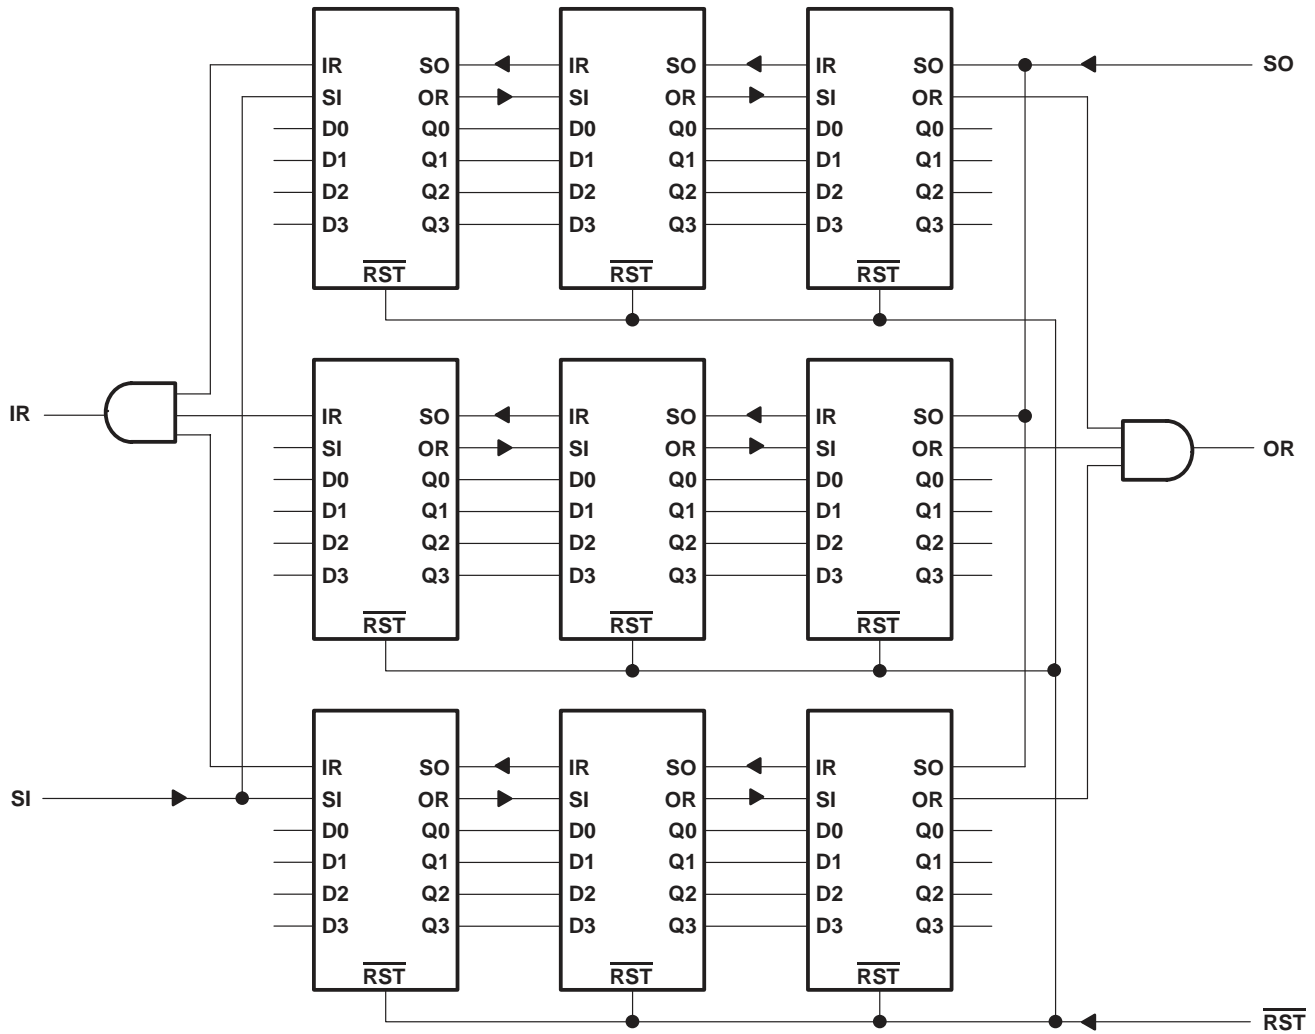 IR SO IR SO IR SO SO
SI OR SI OR SI OR
D0 Q0 D0 Q0 D0 Q0
D1 Q1 D1 Q1 D1 Q1
D2 Q2 D2 Q2 D2 Q2
D3 Q3 D3 Q3 D3 Q3
RST RST RST
IR IR SO IR SO IR SO
SI OR SI OR SI OR OR
D0 Q0 D0 Q0 D0 Q0
D1 Q1 D1 Q1 D1 Q1
D2 Q2 D2 Q2 D2 Q2
D3 Q3 D3 Q3 D3 Q3
RST RST RST
IR SO IR SO IR SO
SI SI OR SI OR SI OR
D0 Q0 D0 Q0 D0 Q0
D1 Q1 D1 Q1 D1 Q1
D2 Q2 D2 Q2 D2 Q2
D3 Q3 D3 Q3 D3 Q3
RST RST RST
RST